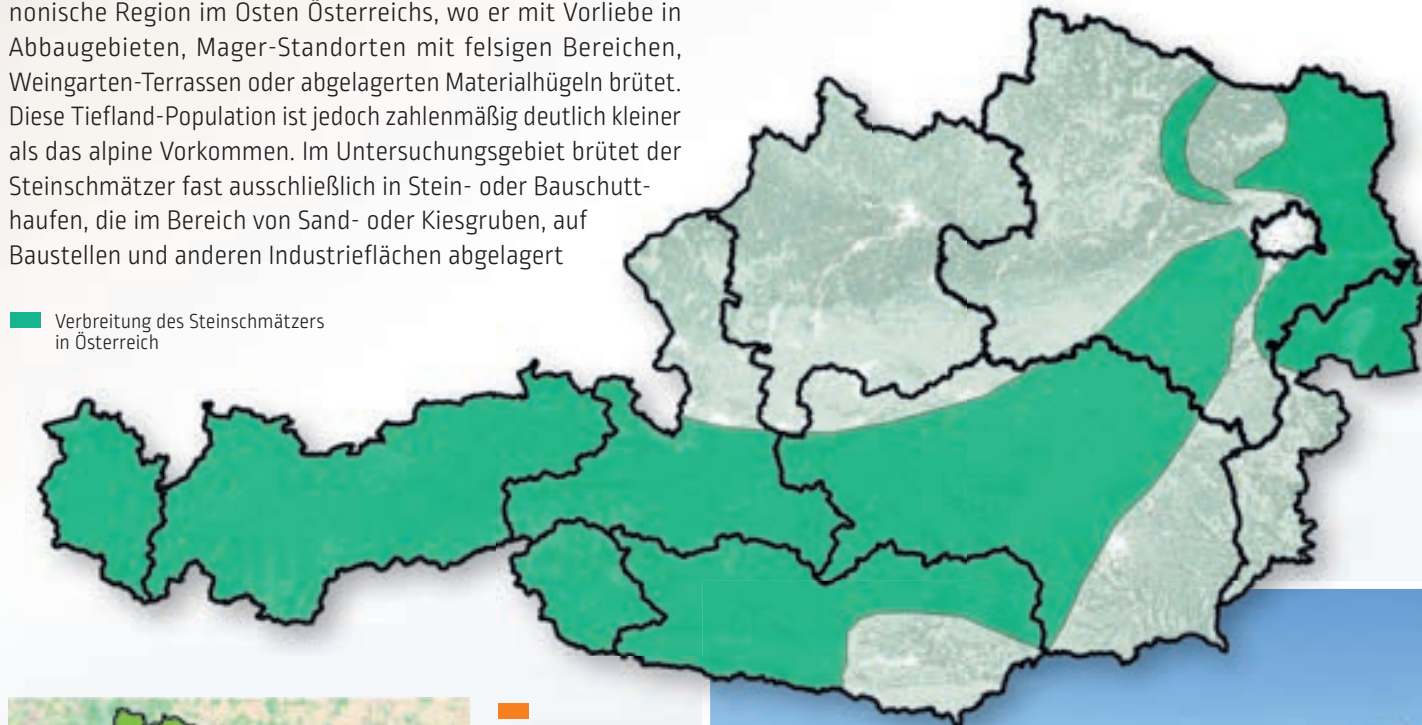 nonische Region im Osten Österreichs, wo er mit Vorliebe in
Abbaugebieten, Mager-Standorten mit felsigen Bereichen,
Weingarten-Terrassen oder abgelagerten Materialhügeln brütet.
Diese Tiefland-Population ist jedoch zahlenmäßig deutlich kleiner
als das alpine Vorkommen. Im Untersuchungsgebiet brütet der
Steinschmätzer fast ausschließlich in Stein- oder Bauschutt-
haufen, die im Bereich von Sand- oder Kiesgruben, auf
Baustellen und anderen Industrieflächen abgelagert
Verbreitung des Steinschmätzers
in Österreich